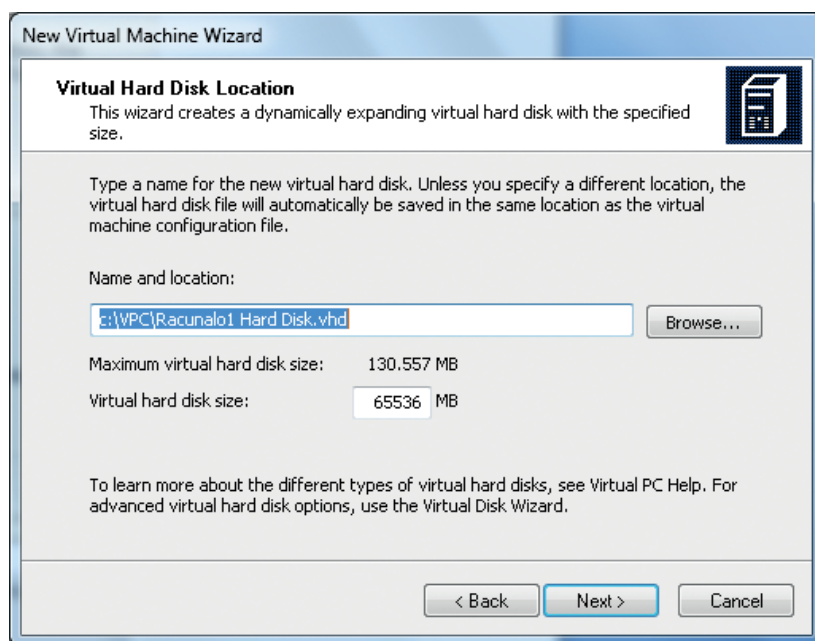 New Virtual Machine Wizard
Virtual Hard Disk Location
This wizard creates a dynamically expanding virtual hard disk with the specified
size.
Type a name for the new virtual hard disk. Unless you specify a different location, the
virtual hard disk file will automatically be saved in the same location as the virtual
machine configuration file.
Name and location:
c:\VPC\Racunalo1 Hard Disk.vhd
Browse...
Maximum virtual hard disk size: 130.557 MB
Virtual hard disk size: 65536 MB
To learn more about the different types of virtual hard disks, see Virtual PC Help. For
advanced virtual hard disk options, use the Virtual Disk Wizard.
< Back Next > Cancel